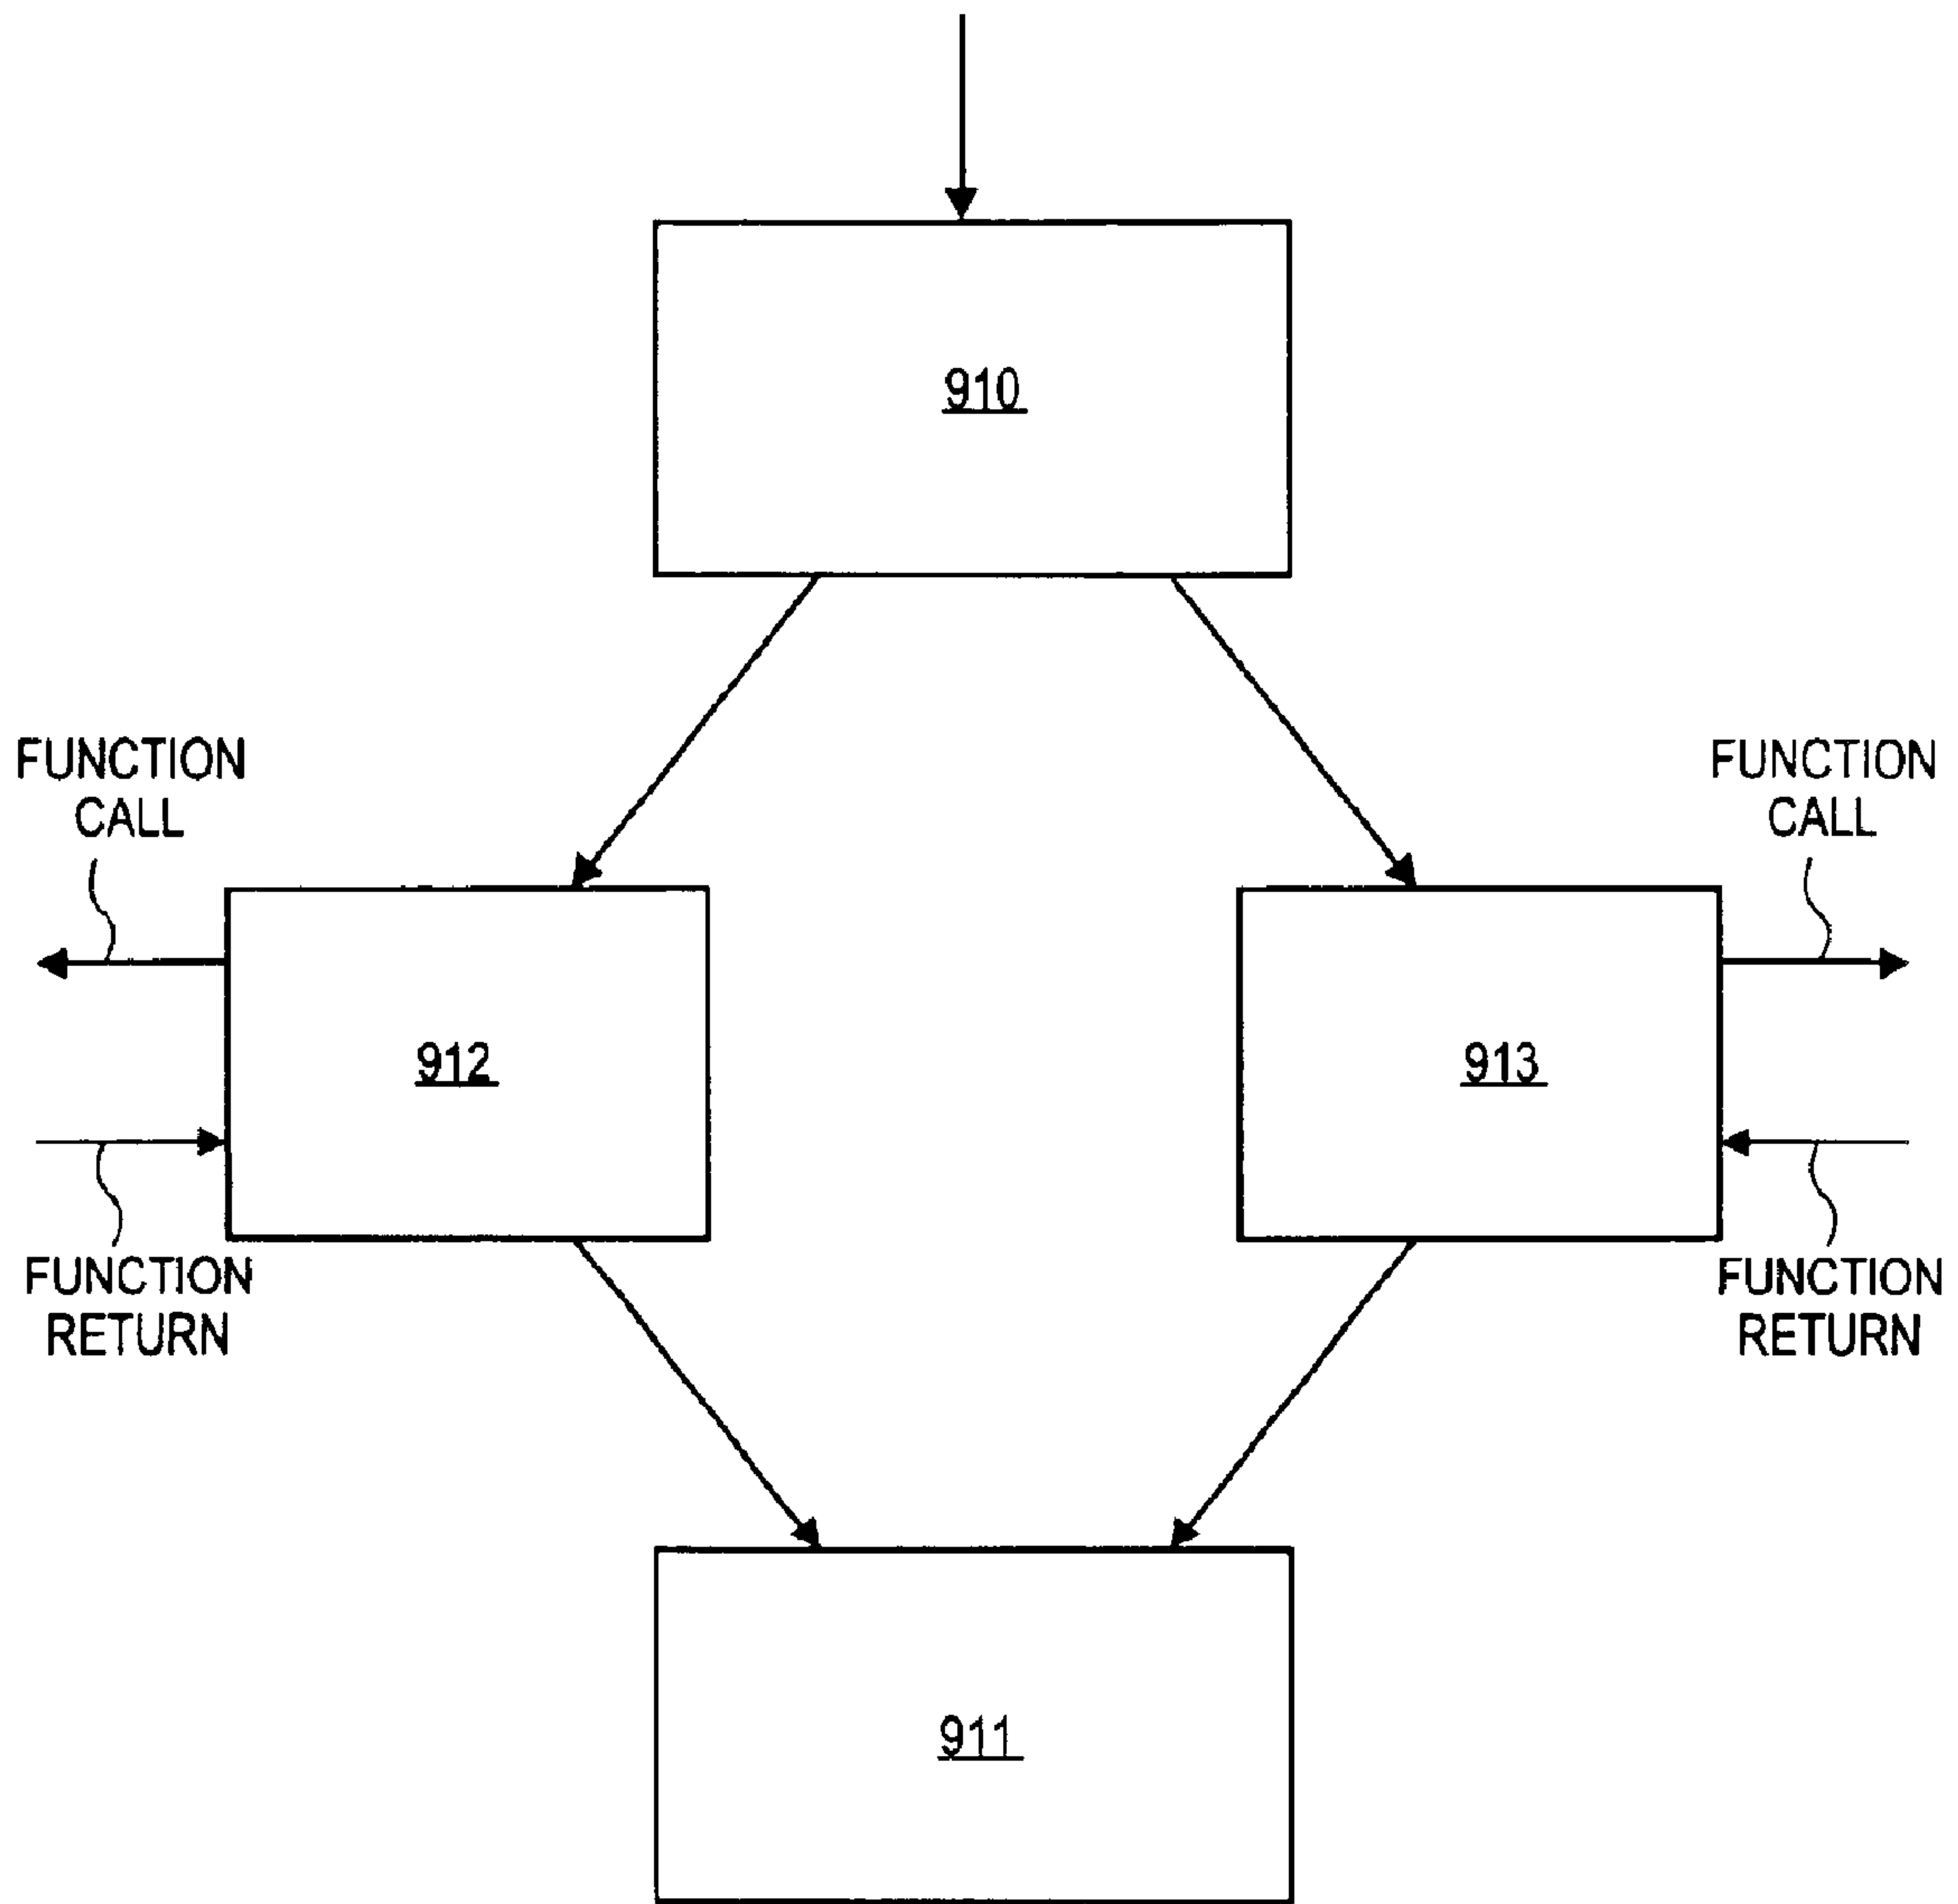 910
FUNCTION
CALL
FUNCTION
CALL
912
913
FUNCTION
RETURN
FUNCTION
RETURN
911